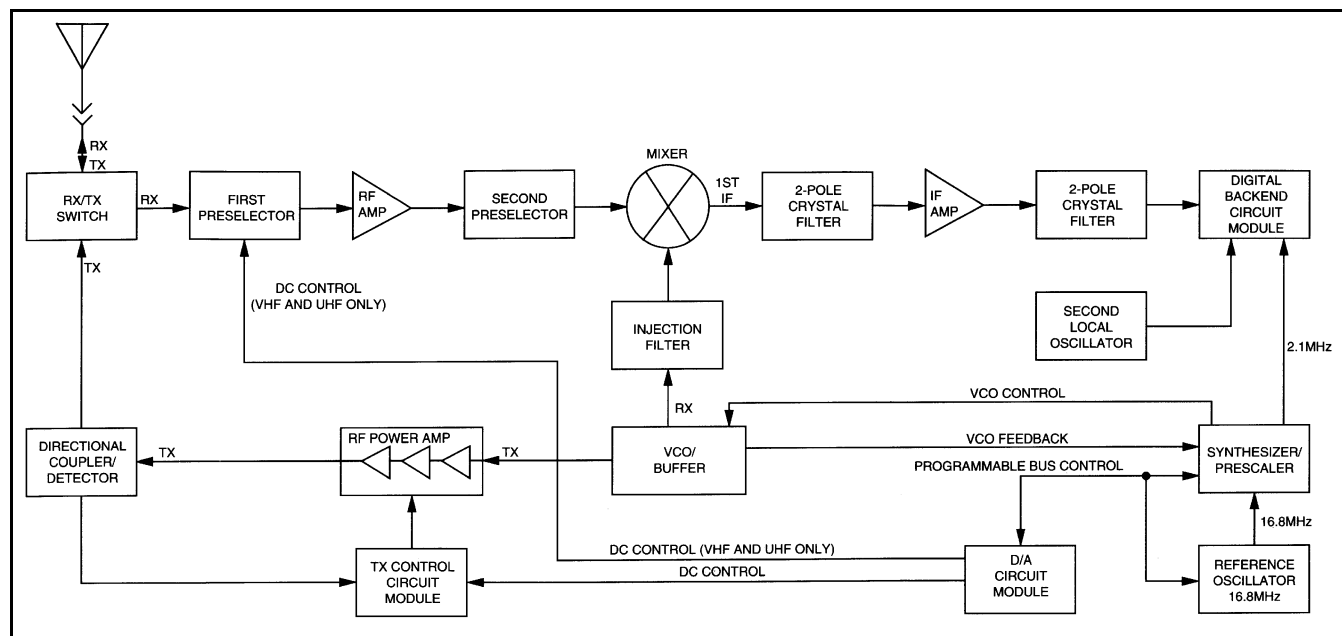 RX
TX
RX/TX
SWITCH
RX
FIRST
PRESELECTOR
RF
AMP
SECOND
PRESELECTOR
MIXER
1ST
IF
2-POLE
CRYSTAL
FILTER
IF
AMP
2-POLE
CRYSTAL
FILTER
DIGITAL
BACKEND
CIRCUIT
MODULE
TX
DC CONTROL
(VHF AND UHF ONLY)
INJECTION
FILTER
SECOND
LOCAL
OSCILLATOR
2.1MHz
RX
VCO CONTROL
DIRECTIONAL
COUPLER/
DETECTOR
TX
RF POWER AMP
TX
VCO/
BUFFER
VCO FEEDBACK
SYNTHESIZER/
PRESCALER
PROGRAMMABLE BUS CONTROL
16.8MHz
TX CONTROL
CIRCUIT
MODULE
DC CONTROL (VHF AND UHF ONLY)
DC CONTROL
D/A
CIRCUIT
MODULE
REFERENCE
OSCILLATOR
16.8MHz